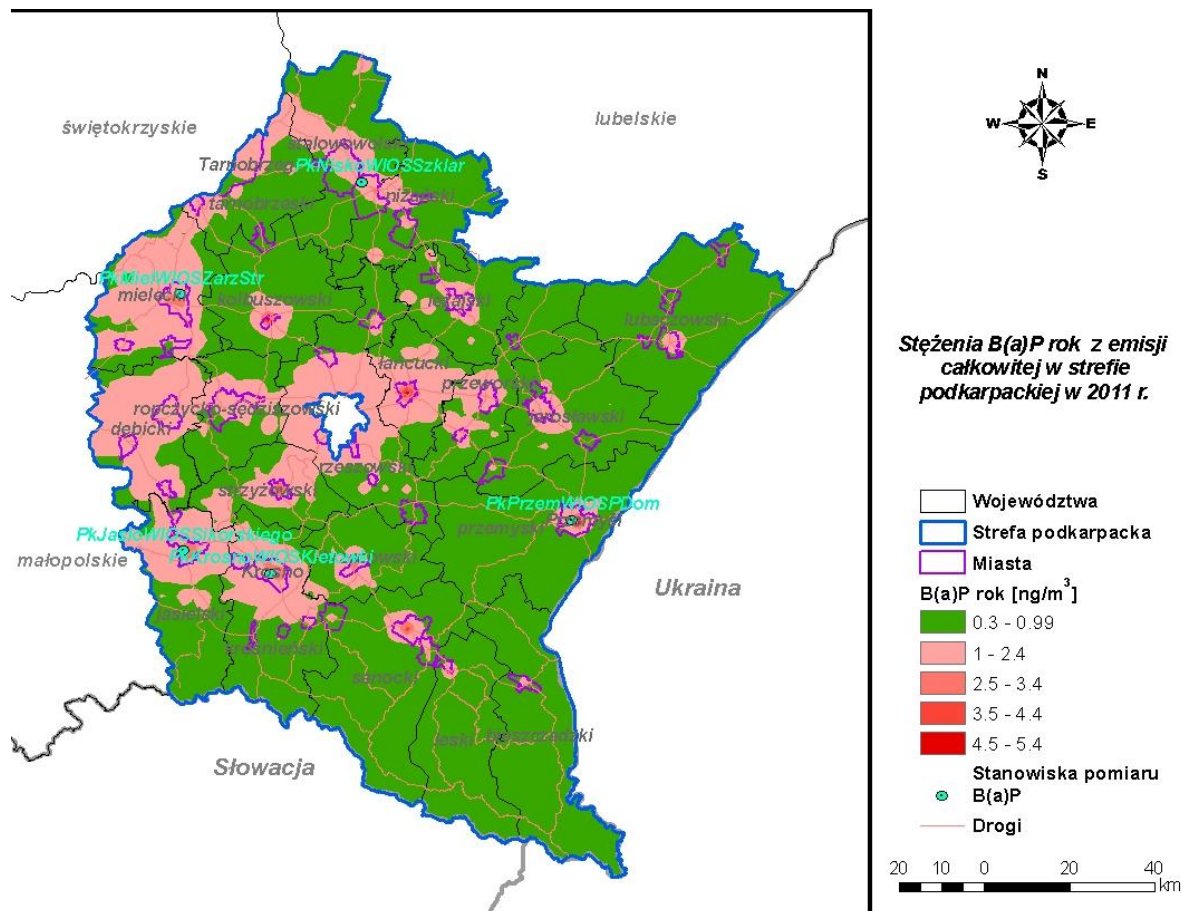 świętokrzyskie
lubelskie
stalowowolski
Tarnobrzeg
PkNiskoWIOSSzklar
niżański
tarnobrzeski
PkMielWIOSZarzStr
mielecki
kolbuszowski
leżajski
lubaczowski
łańcucki
przeworski
ropczycko-sędziszowski
jarosławski
dębicki
rzeszowski
strzyżowski
PkPrzemWIOSPDom
przemyski
PkJasloWIOSSikorskiego
małopolskie
PkKrosnoWIOSKletowki
Krosno
Ukraina
jasielski
krośnieński
sanocki
leski
bieszczadzki
Słowacja
N
W E
S
Stężenia B(a)P rok z emisji
całkowitej w strefie
podkarpackiej w 2011 r.
Województwa
Strefa podkarpacka
Miasta
B(a)P rok [ng/m³]
0.3 - 0.99
1 - 2.4
2.5 - 3.4
3.5 - 4.4
4.5 - 5.4
Stanowiska pomiaru
B(a)P
Drogi
20 10 0 20 40
km